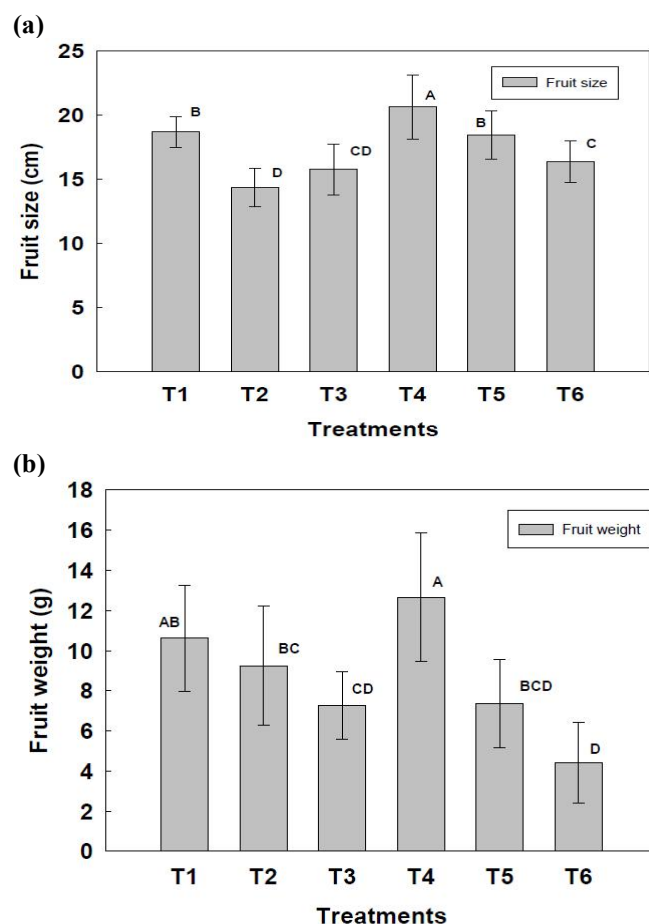 (a)
25
20
15
10
5
0
Fruit size (cm)
Fruit size
B
D
CD
A
B
C
T1 T2 T3 T4 T5 T6
Treatments
(b)
18
16
14
12
10
8
6
4
2
0
Fruit weight (g)
Fruit weight
AB
BC
CD
A
BCD
D
T1 T2 T3 T4 T5 T6
Treatments